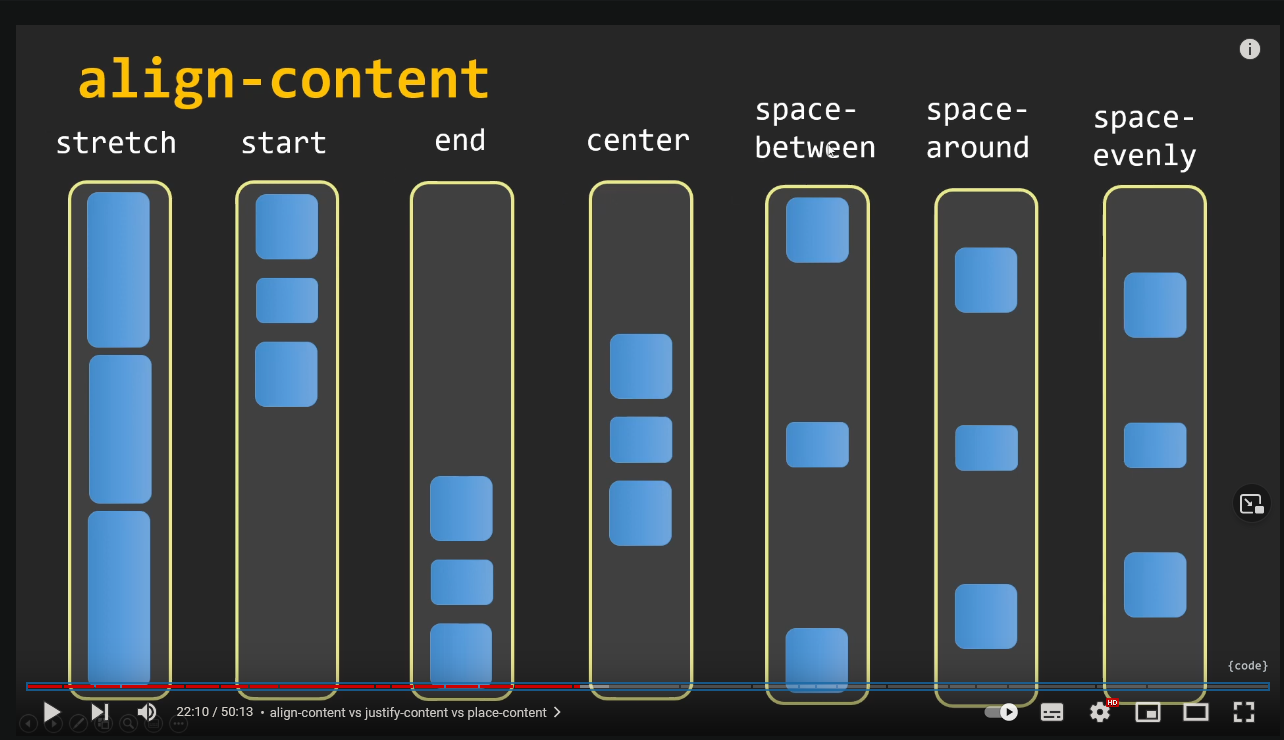 align-content
stretch
start
end
center
space-
between
space-
around
space-
evenly
{code}
HD
22:10 / 50:13 • align-content vs justify-content vs place-content